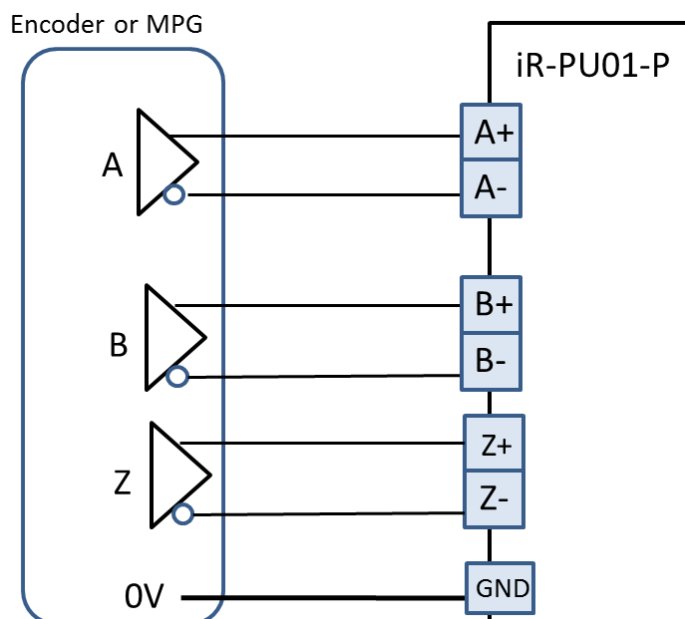 Encoder or MPG
iR-PU01-P
A
A+
A-
B
B+
B-
Z
Z+
Z-
0V
GND